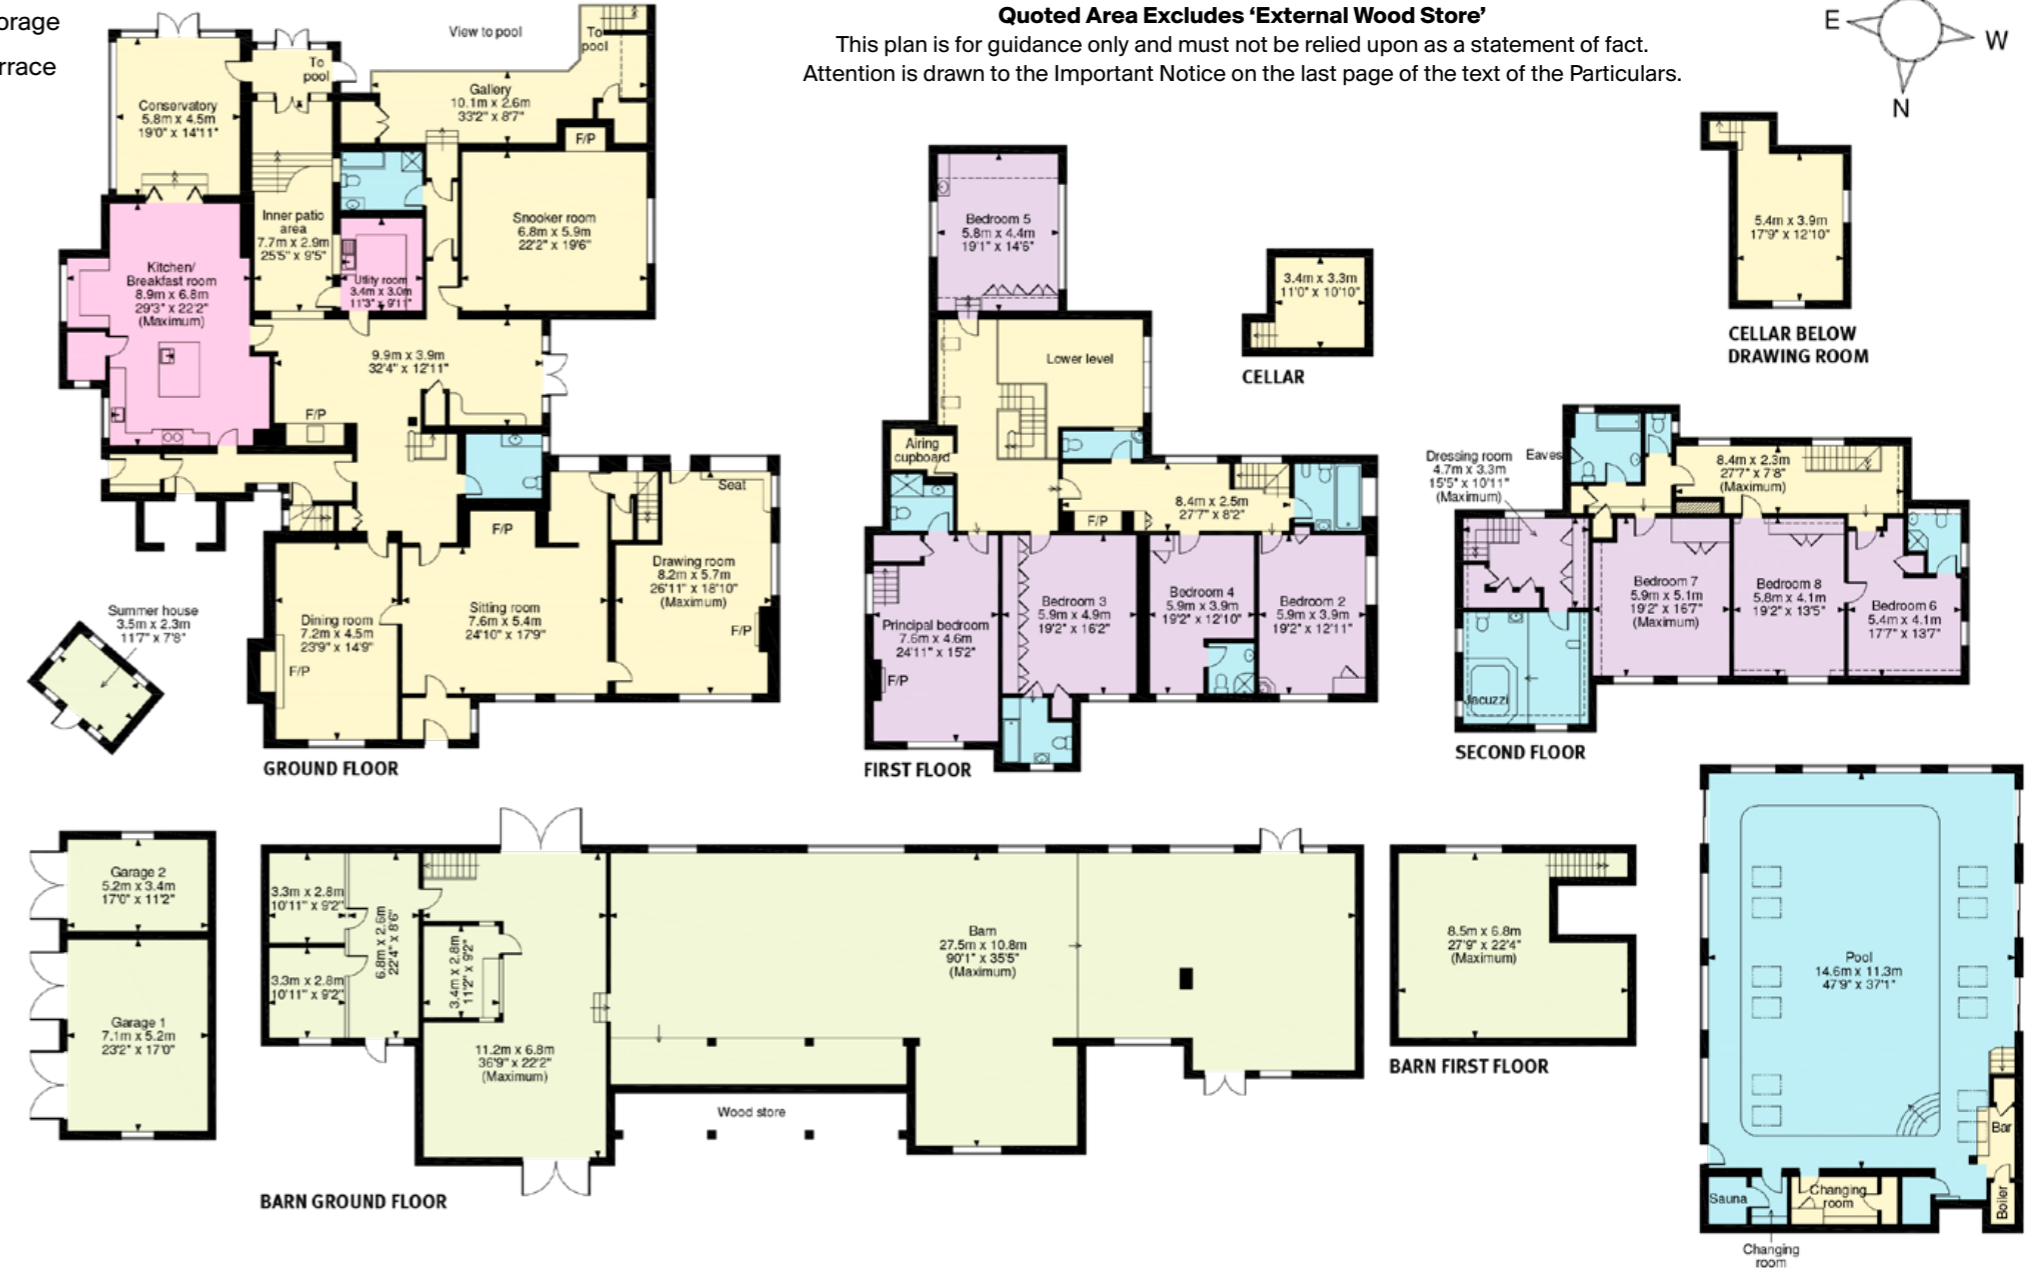 orage
rrace
Quoted Area Excludes ‘External Wood Store’
This plan is for guidance only and must not be relied upon as a statement of fact.
Attention is drawn to the Important Notice on the last page of the text of the Particulars.
E
W
N
View to pool
To
pool
To
pool
Gallery
10.1m x 2.6m
33'2" x 8'7"
F/P
Conservatory
5.8m x 4.5m
19'0" x 14'11"
Inner patio
area
7.7m x 2.9m
25'5" x 9'5"
Snooker room
6.8m x 5.9m
22'2" x 19'6"
Kitchen/
Breakfast room
8.9m x 6.8m
29'3" x 22'2"
(Maximum)
Utility room
3.4m x 3.0m
11'3" x 9'11"
9.9m x 3.9m
32'4" x 12'11"
F/P
F/P
Seat
Drawing room
8.2m x 5.7m
26'11" x 18'10"
(Maximum)
F/P
Sitting room
7.6m x 5.4m
24'10" x 17'9"
Dining room
7.2m x 4.5m
23'9" x 14'9"
F/P
Summer house
3.5m x 2.3m
11'7" x 7'8"
GROUND FLOOR
Bedroom 5
5.8m x 4.4m
19'1" x 14'6"
Lower level
Airing
cupboard
8.4m x 2.5m
27'7" x 8'2"
F/P
Principal bedroom
7.6m x 4.6m
24'11" x 15'2"
F/P
Bedroom 3
5.9m x 4.9m
19'2" x 16'2"
Bedroom 4
5.9m x 3.9m
19'2" x 12'10"
Bedroom 2
5.9m x 3.9m
19'2" x 12'11"
FIRST FLOOR
3.4m x 3.3m
11'0" x 10'10"
CELLAR
5.4m x 3.9m
17'9" x 12'10"
CELLAR BELOW
DRAWING ROOM
Dressing room
4.7m x 3.3m
15'5" x 10'11"
(Maximum)
Eaves
8.4m x 2.3m
27'7" x 7'8"
(Maximum)
Bedroom 7
5.9m x 5.1m
19'2" x 16'7"
(Maximum)
Bedroom 8
5.8m x 4.1m
19'2" x 13'5"
Bedroom 6
5.4m x 4.1m
17'7" x 13'7"
Jacuzzi
SECOND FLOOR
Garage 2
5.2m x 3.4m
17'0" x 11'2"
Garage 1
7.1m x 5.2m
23'2" x 17'0"
3.3m x 2.8m
10'11" x 9'2"
3.3m x 2.8m
10'11" x 9'2"
6.8m x 2.6m
22'4" x 8'6"
3.4m x 2.8m
11'2" x 9'2"
11.2m x 6.8m
36'9" x 22'2"
(Maximum)
Barn
27.5m x 10.8m
90'1" x 35'5"
(Maximum)
Wood store
BARN GROUND FLOOR
8.5m x 6.8m
27'9" x 22'4"
(Maximum)
BARN FIRST FLOOR
Pool
14.6m x 11.3m
47'9" x 37'1"
Bar
Boiler
Sauna
Changing
room
Changing
room